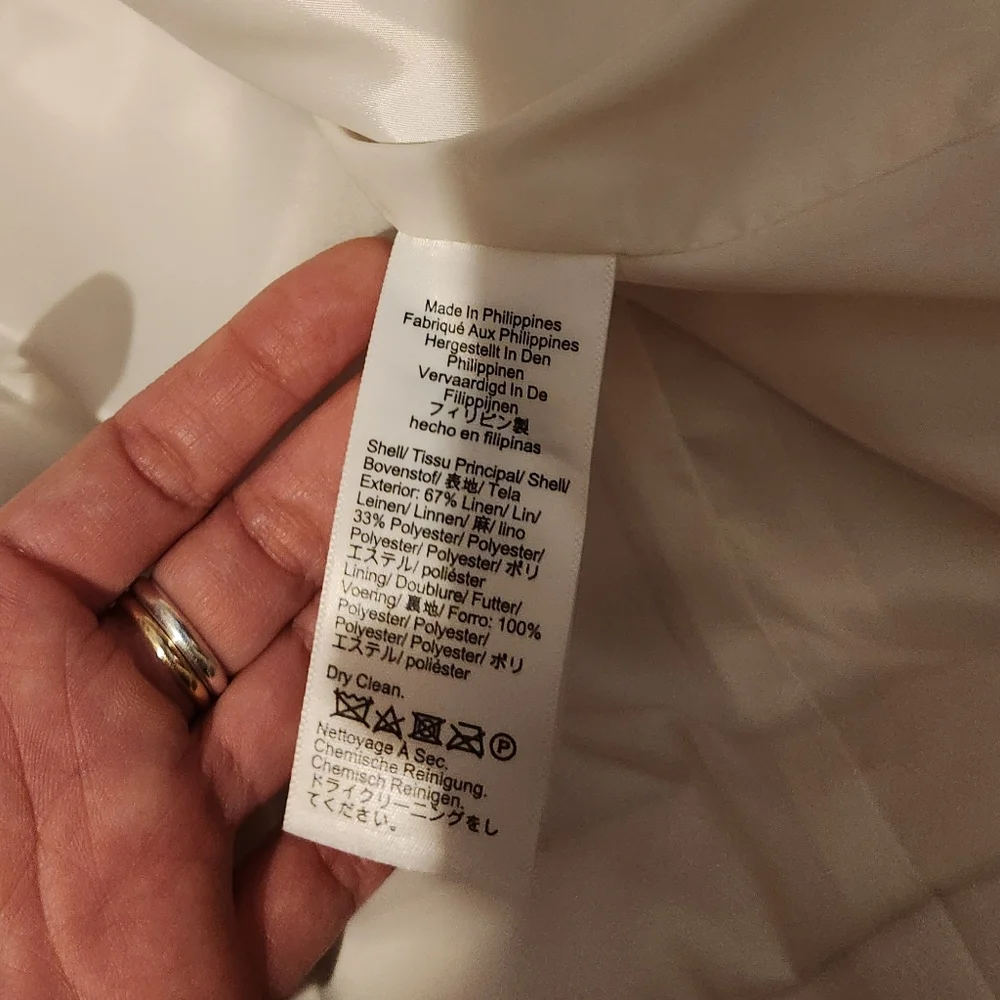 Made In Philippines
Fabriqué Aux Philippines
Hergestellt In Den
Philippinen
Vervaardigd In De
Filippijnen
フィリピン製
hecho en filipinas
Shell/ Tissu Principal/ Shell/
Bovenstof/ 表地/ Tela
Exterior: 67% Linen/ Lin/
Leinen/ Linnen/ 麻/ lino
33% Polyester/ Polyester/
Polyester/ Polyester/ ポリ
エステル/ poliéster
Lining/ Doublure/ Futter/
Voering/ 裏地/ Forro: 100%
Polyester/ Polyester/
Polyester/ Polyester/ ポリ
エステル/ poliéster
Dry Clean.
P
Nettoyage À Sec.
Chemische Reinigung.
Chemisch Reinigen.
ドライクリーニングをし
てください。